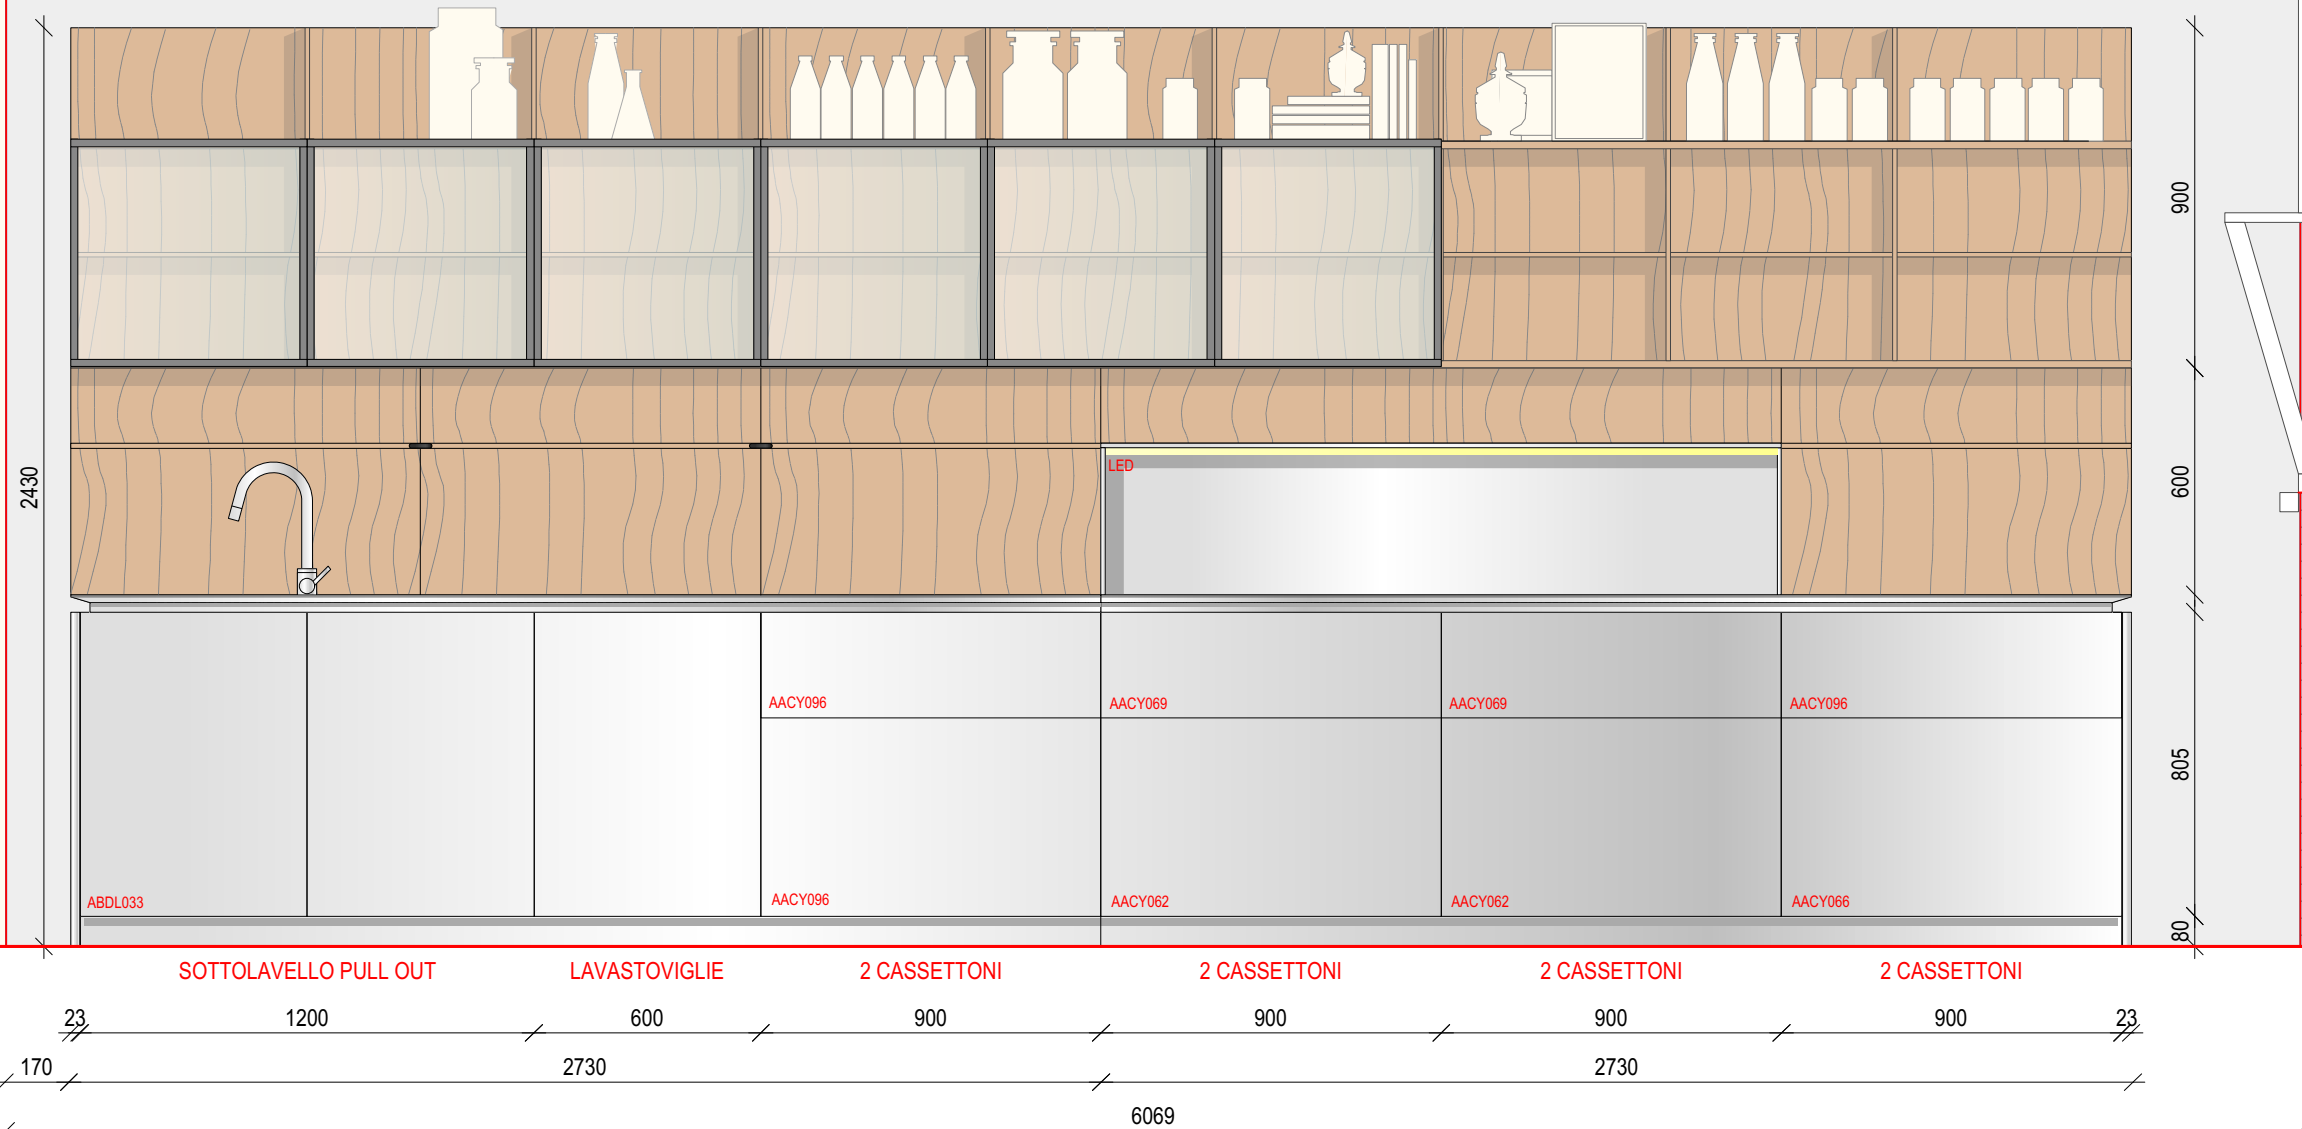 900
2430
LED
600
AACY096
AACY069
AACY069
AACY096
805
ABDL033
AACY096
AACY062
AACY062
AACY066
80
SOTTOLAVELLO PULL OUT
LAVASTOVIGLIE
2 CASSETTONI
2 CASSETTONI
2 CASSETTONI
2 CASSETTONI
23
1200
600
900
900
900
900
23
170
2730
2730
6069